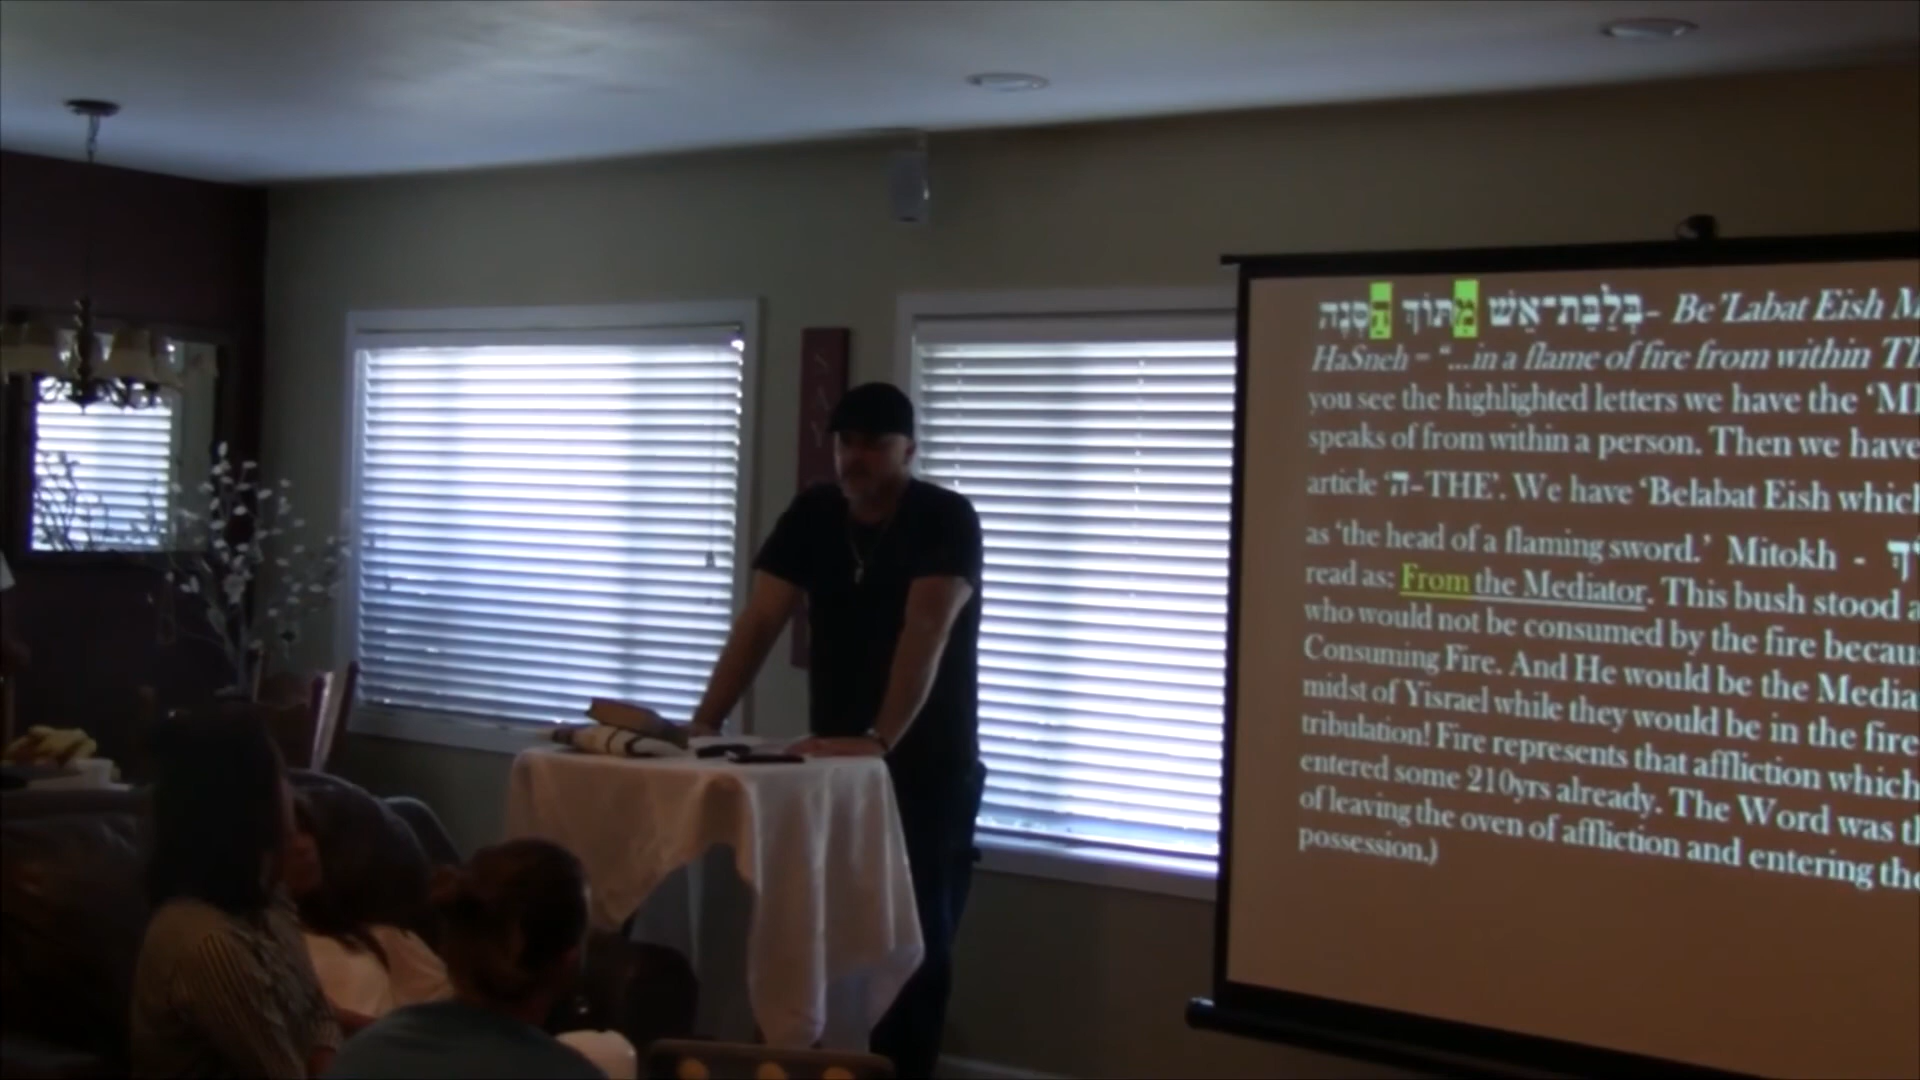 בְּלַבַּת־אֵשׁ מִתּוֹךְ הַסְּנֶה - Be'Labat Eish
HaSneh – "...in a flame of fire from within
you see the highlighted letters we have the
speaks of from within a person. Then we have
article 'ה-THE'. We have 'Belabat Eish
as 'the head of a flaming sword.' Mitokh -
read as: From the Mediator. This bush stood
who would not be consumed by the fire
Consuming Fire. And He would be the
midst of Yisrael while they would be in the fire
tribulation! Fire represents that affliction which
entered some 210yrs already. The Word was
of leaving the oven of affliction and entering
possession.)